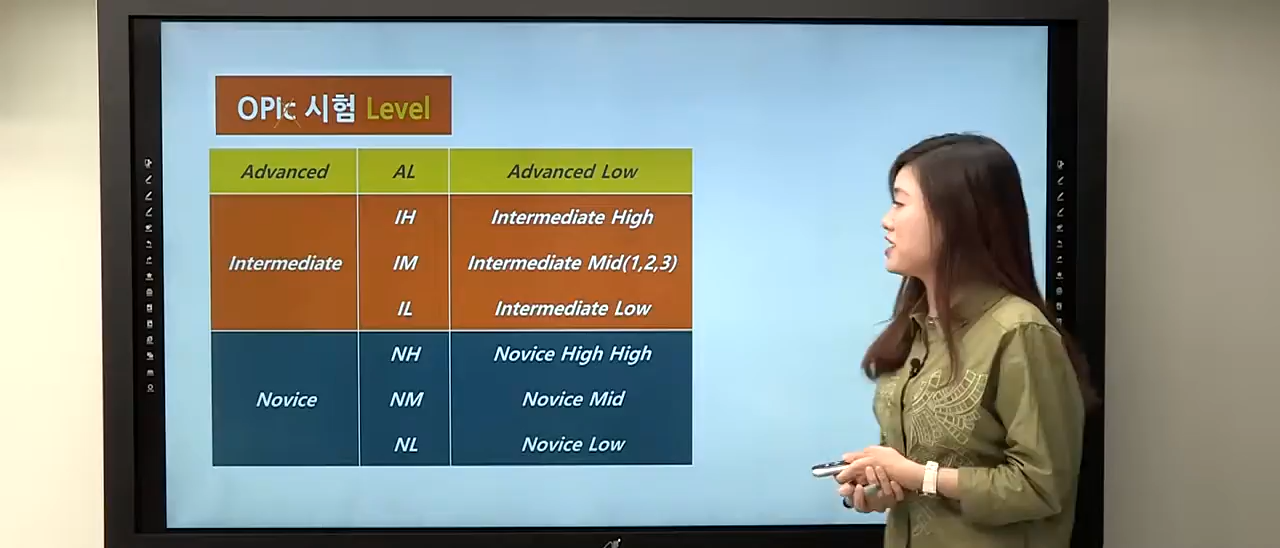 OPIc 시험 Level
Advanced AL Advanced Low
IH Intermediate High
Intermediate IM Intermediate Mid(1,2,3)
IL Intermediate Low
NH Novice High High
Novice NM Novice Mid
NL Novice Low